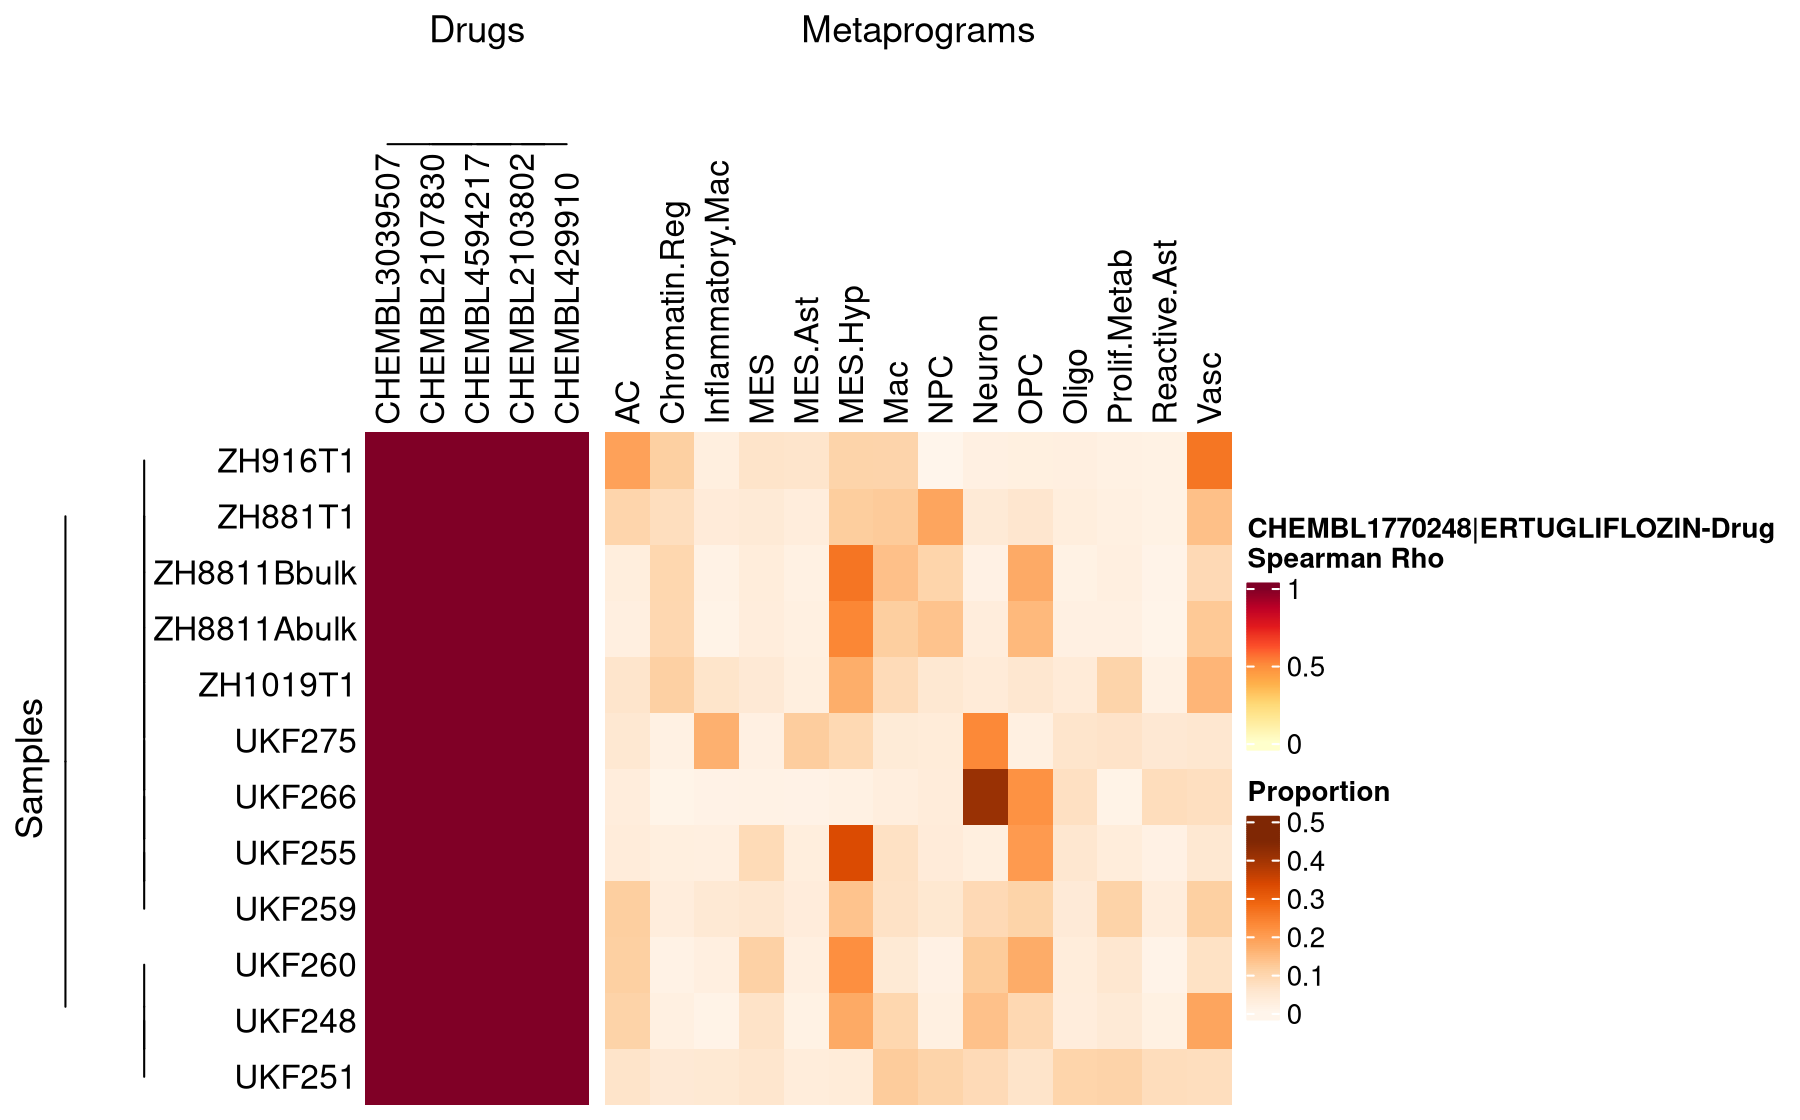 Drugs
Metaprograms
CHEMBL3039507
CHEMBL2107830
CHEMBL4594217
CHEMBL2103802
CHEMBL429910
AC
Chromatin.Reg
Inflammatory.Mac
MES
MES.Ast
MES.Hyp
Mac
NPC
Neuron
OPC
Oligo
Prolif.Metab
Reactive.Ast
Vasc
Samples
ZH916T1
ZH881T1
ZH8811Bbulk
ZH8811Abulk
ZH1019T1
UKF275
UKF266
UKF255
UKF259
UKF260
UKF248
UKF251
CHEMBL1770248|ERTUGLIFLOZIN-Drug
Spearman Rho
1
0.5
0
Proportion
0.5
0.4
0.3
0.2
0.1
0